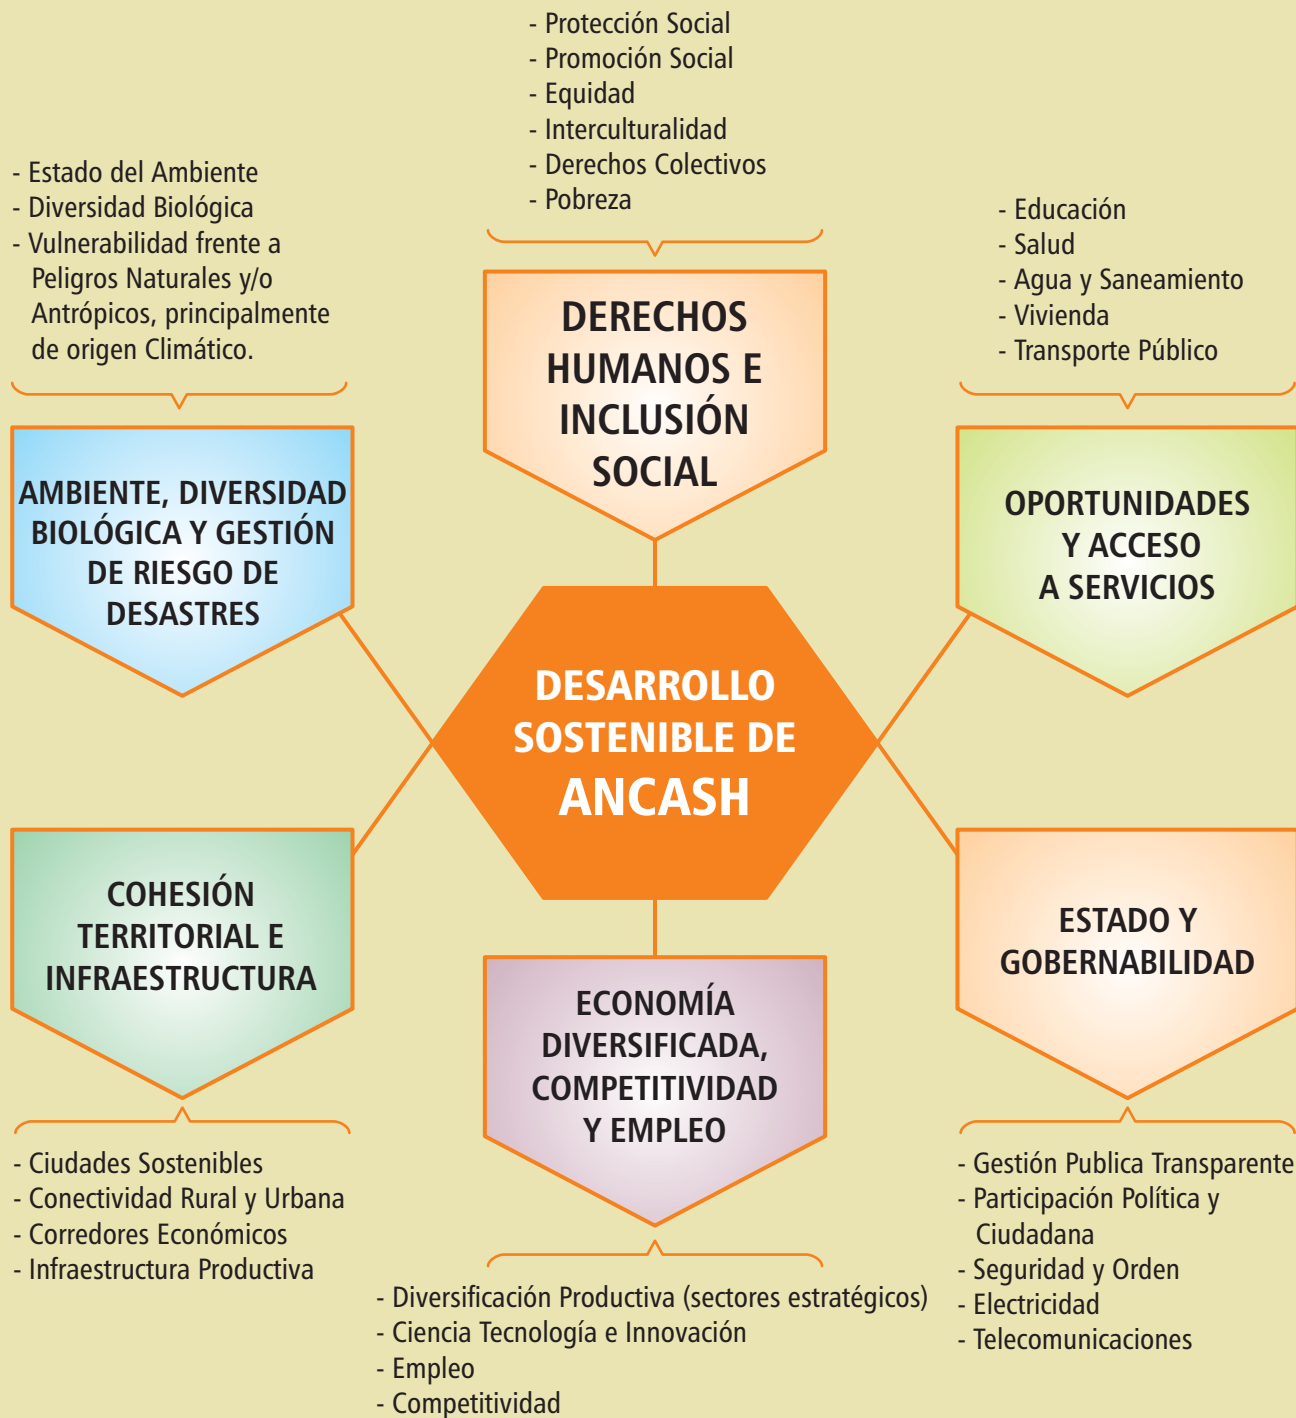 - Protección Social
- Promoción Social
- Equidad
- Interculturalidad
- Derechos Colectivos
- Pobreza
DERECHOS
HUMANOS E
INCLUSIÓN
SOCIAL
- Estado del Ambiente
- Diversidad Biológica
- Vulnerabilidad frente a
Peligros Naturales y/o
Antrópicos, principalmente
de origen Climático.
AMBIENTE, DIVERSIDAD
BIOLÓGICA Y GESTIÓN
DE RIESGO DE
DESASTRES
- Educación
- Salud
- Agua y Saneamiento
- Vivienda
- Transporte Público
OPORTUNIDADES
Y ACCESO
A SERVICIOS
DESARROLLO
SOSTENIBLE DE
ANCASH
COHESIÓN
TERRITORIAL E
INFRAESTRUCTURA
- Ciudades Sostenibles
- Conectividad Rural y Urbana
- Corredores Económicos
- Infraestructura Productiva
ECONOMÍA
DIVERSIFICADA,
COMPETITIVIDAD
Y EMPLEO
- Diversificación Productiva (sectores estratégicos)
- Ciencia Tecnología e Innovación
- Empleo
- Competitividad
ESTADO Y
GOBERNABILIDAD
- Gestión Publica Transparente
- Participación Política y
Ciudadana
- Seguridad y Orden
- Electricidad
- Telecomunicaciones